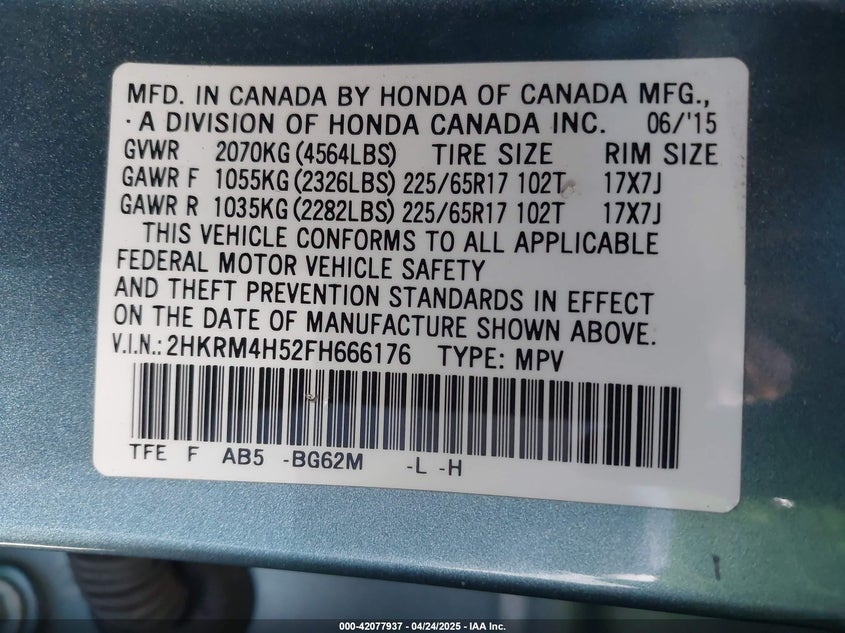 MFD. IN CANADA BY HONDA OF CANADA MFG.,
· A DIVISION OF HONDA CANADA INC. 06/'15
GVWR 2070KG (4564LBS) TIRE SIZE RIM SIZE
GAWR F 1055KG (2326LBS) 225/65R17 102T 17X7J
GAWR R 1035KG (2282LBS) 225/65R17 102T 17X7J
THIS VEHICLE CONFORMS TO ALL APPLICABLE
FEDERAL MOTOR VEHICLE SAFETY
AND THEFT PREVENTION STANDARDS IN EFFECT
ON THE DATE OF MANUFACTURE SHOWN ABOVE.
V.I.N.: 2HKRM4H52FH666176 TYPE: MPV
TFE F AB5 -BG62M -L -H
000-42077937 - 04/24/2025 - IAA Inc.